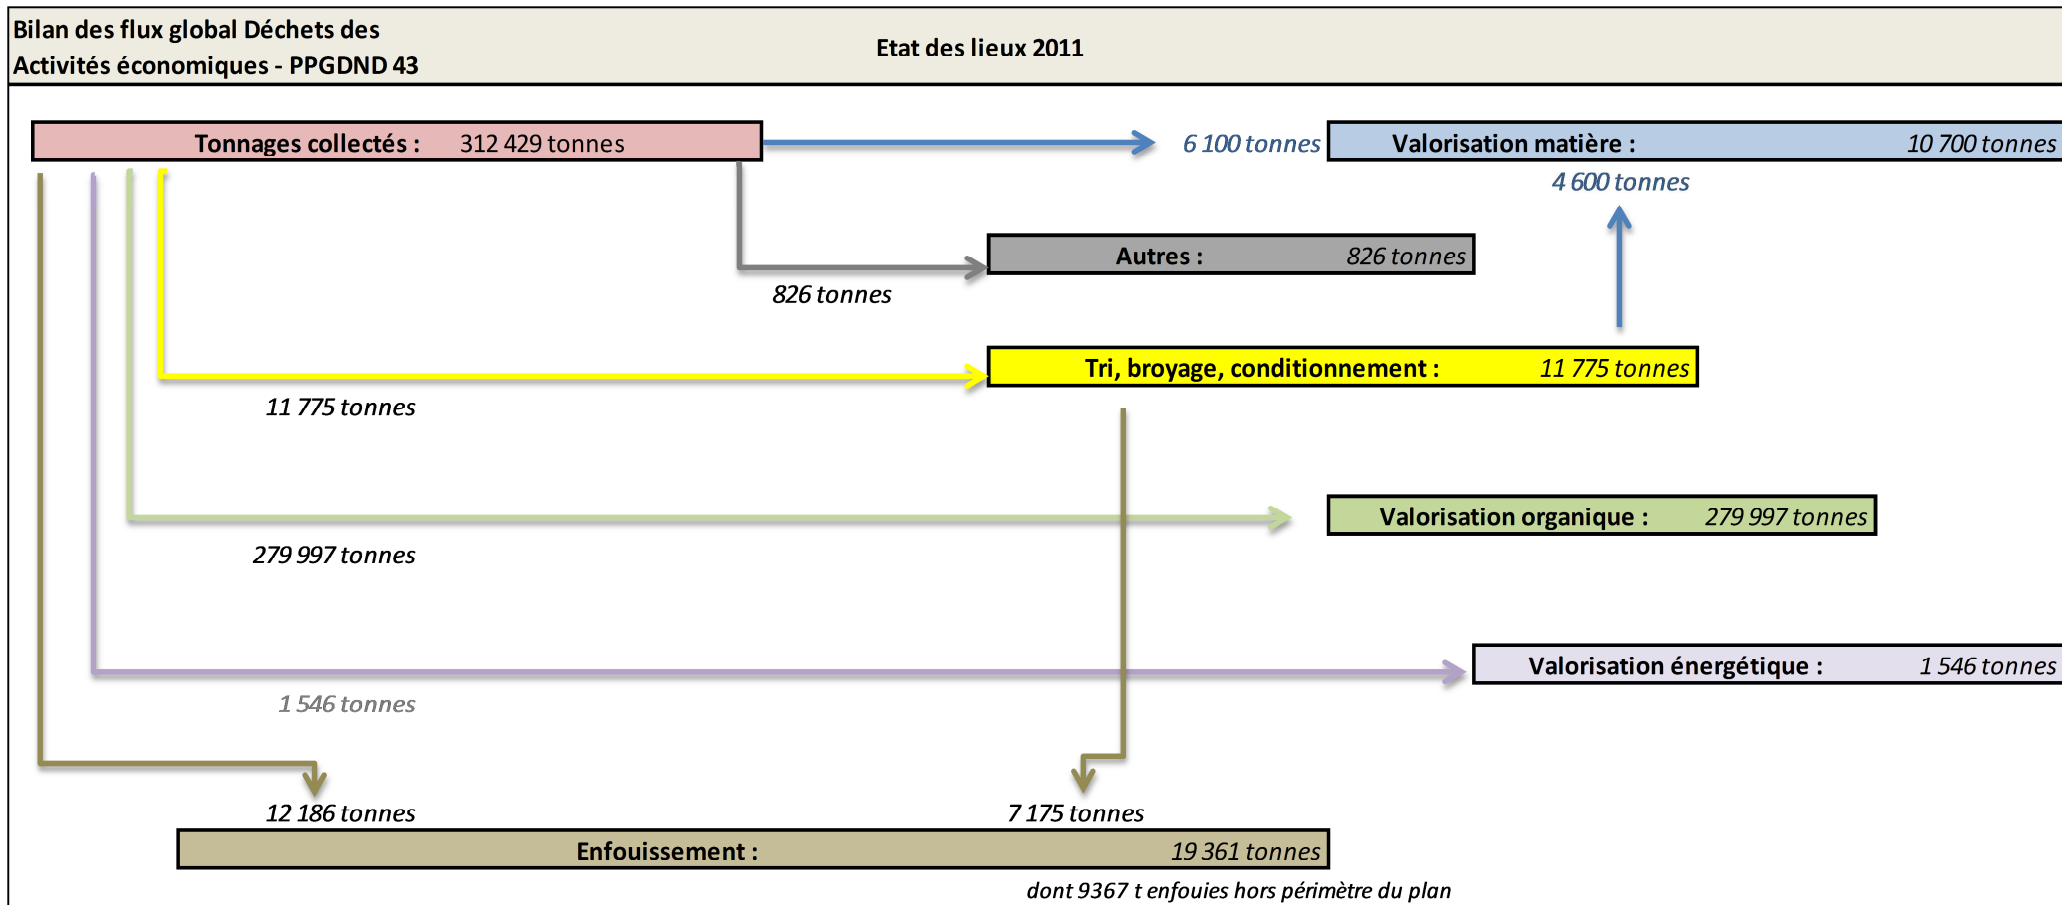 Bilan des flux global Déchets des
Activités économiques - PPGDND 43
Etat des lieux 2011
Tonnages collectés : 312 429 tonnes
6 100 tonnes
Valorisation matière : 10 700 tonnes
4 600 tonnes
Autres : 826 tonnes
826 tonnes
Tri, broyage, conditionnement : 11 775 tonnes
11 775 tonnes
Valorisation organique : 279 997 tonnes
279 997 tonnes
Valorisation énergétique : 1 546 tonnes
1 546 tonnes
12 186 tonnes
7 175 tonnes
Enfouissement : 19 361 tonnes
dont 9367 t enfouies hors périmètre du plan